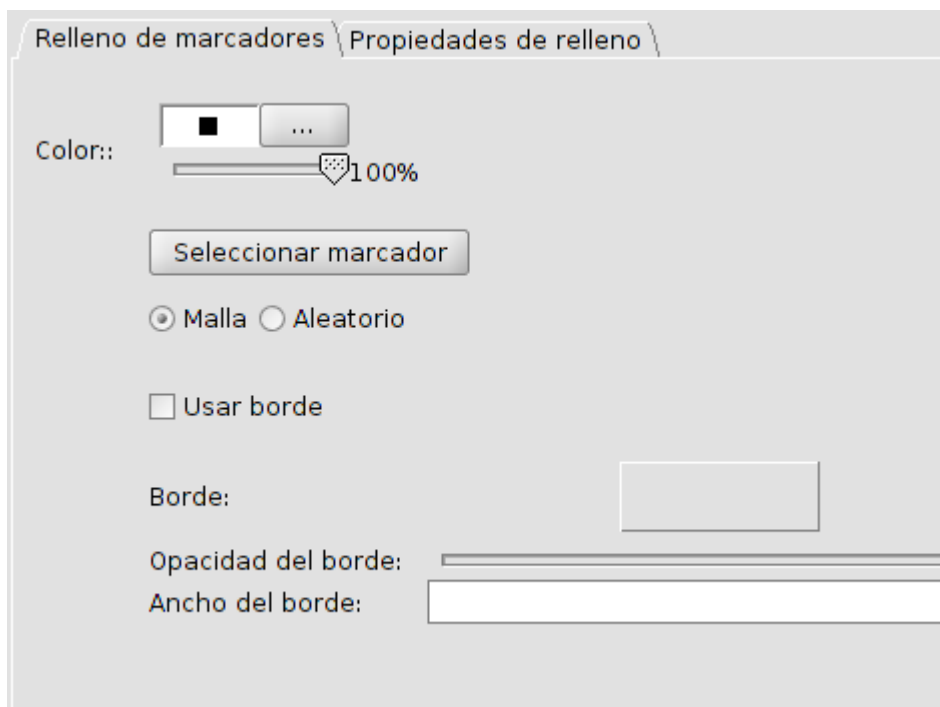 Relleno de marcadores Propiedades de relleno
...
Color::
100%
Seleccionar marcador
Malla Aleatorio
Usar borde
Borde:
Opacidad del borde:
Ancho del borde: